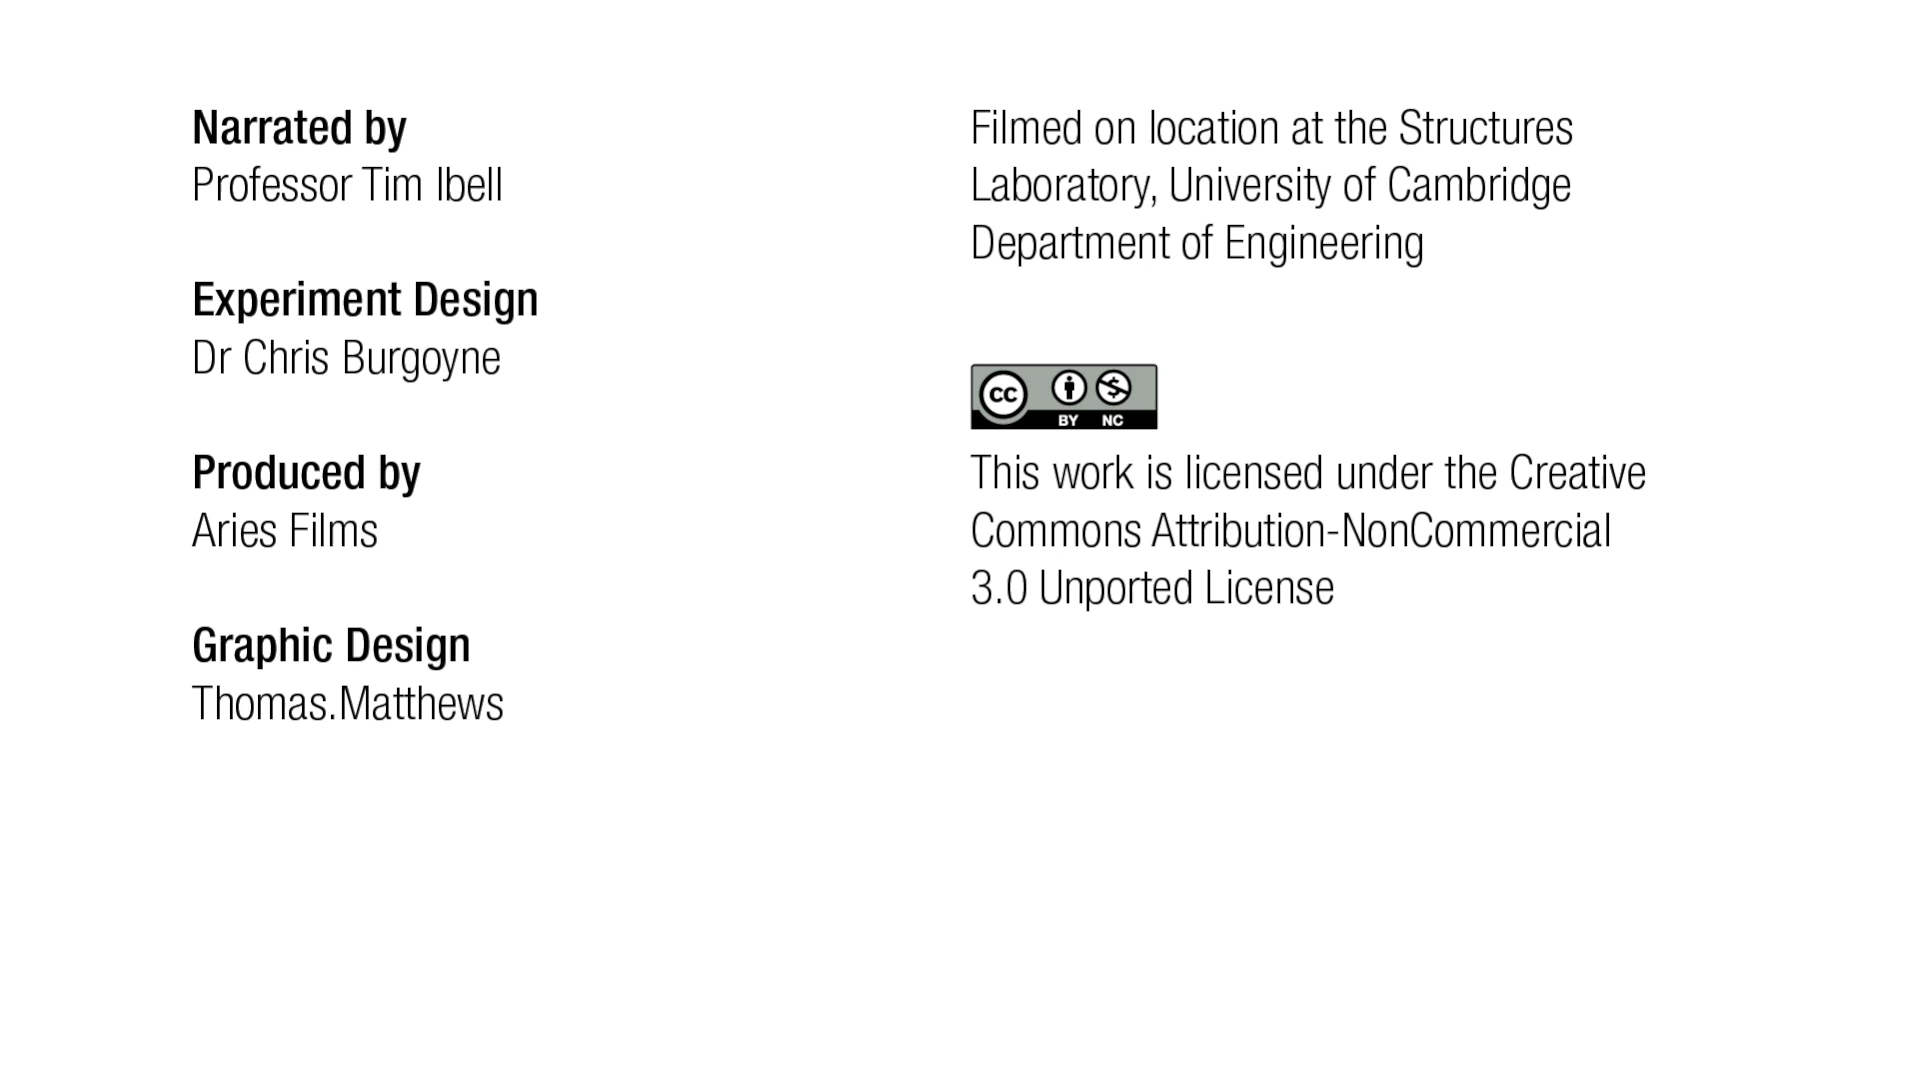 Narrated by
Professor Tim Ibell
Experiment Design
Dr Chris Burgoyne
Produced by
Aries Films
Graphic Design
Thomas.Matthews
Filmed on location at the Structures
Laboratory, University of Cambridge
Department of Engineering
cc
BY NC
This work is licensed under the Creative
Commons Attribution-NonCommercial
3.0 Unported License